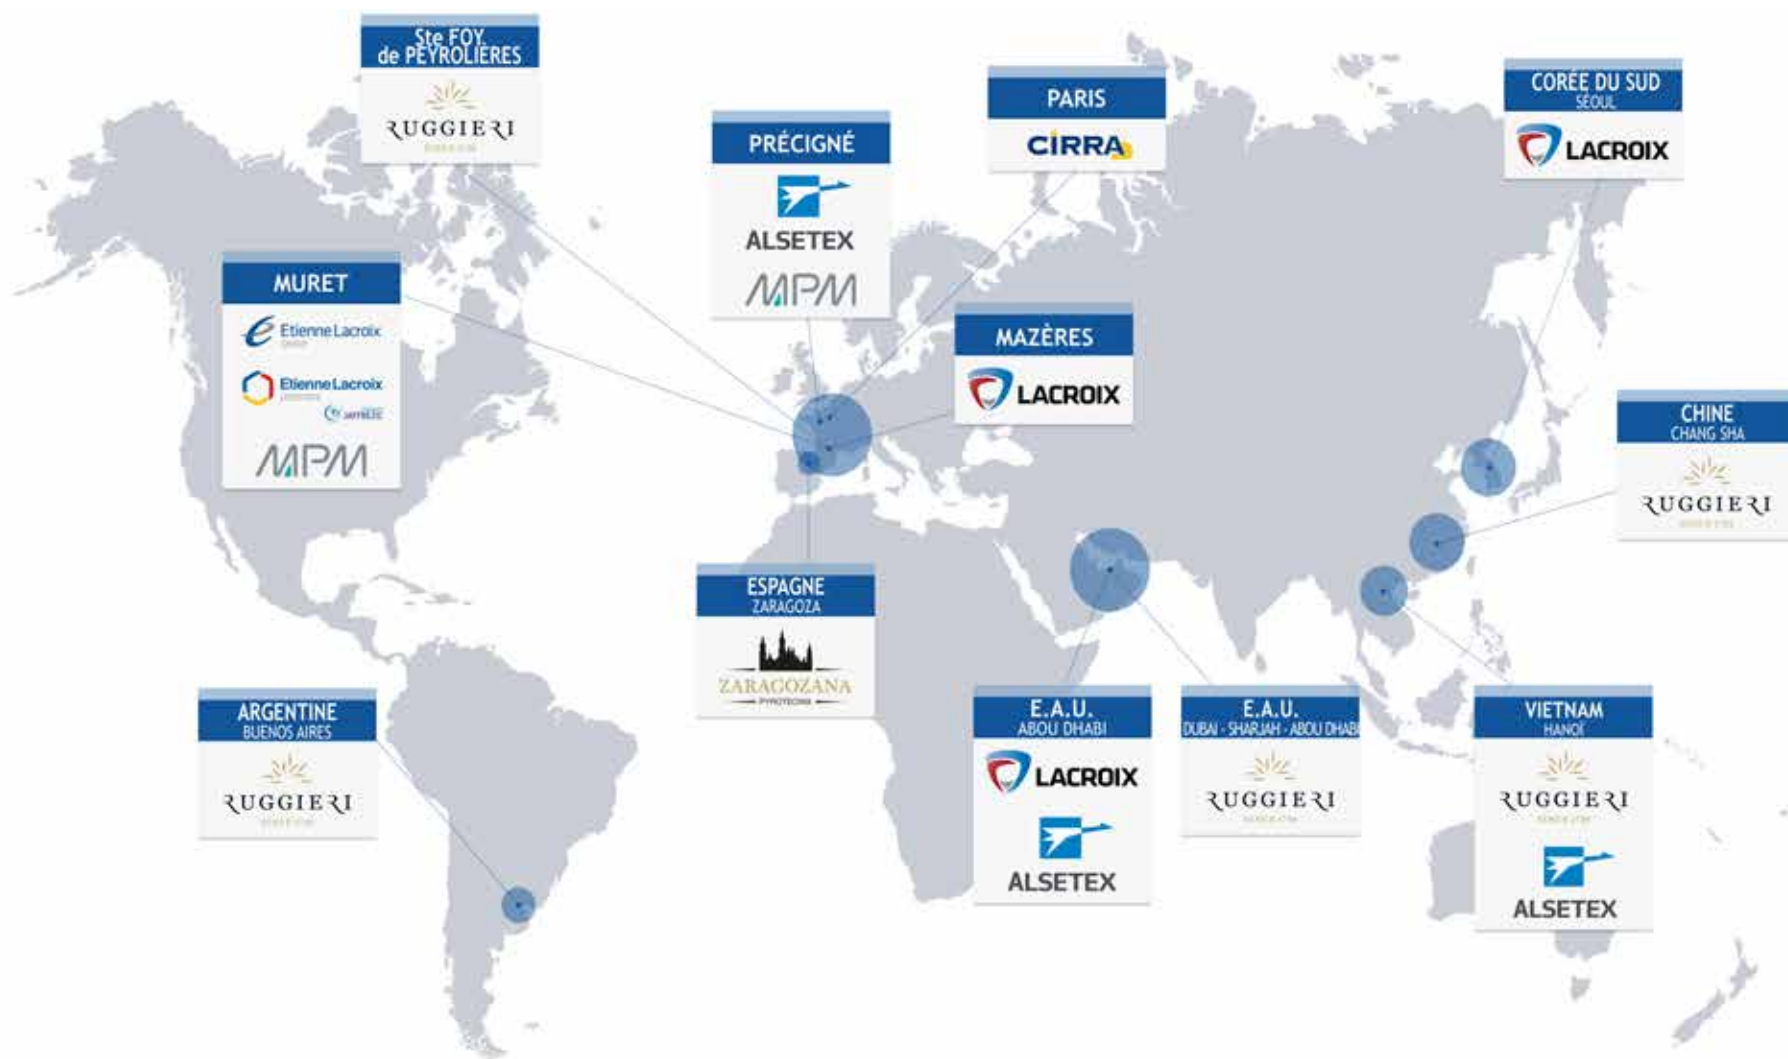 Ste FOY
de PEYROLIÈRES
RUGGIERI
PARIS
CIRRA
CORÉE DU SUD
SÉOUL
LACROIX
PRÉCIGNÉ
ALSETEX
MPM
MURET
Etienne Lacroix
Etienne Lacroix
MPM
MAZÈRES
LACROIX
CHINE
CHANG SHA
RUGGIERI
ESPAGNE
ZARAGOZA
ZARAGOZANA
PYROTECNIA
ARGENTINE
BUENOS AIRES
RUGGIERI
E.A.U.
ABOU DHABI
LACROIX
ALSETEX
E.A.U.
DUBAI - SHARJAH - ABOU DHABI
RUGGIERI
VIETNAM
HANOÏ
RUGGIERI
ALSETEX